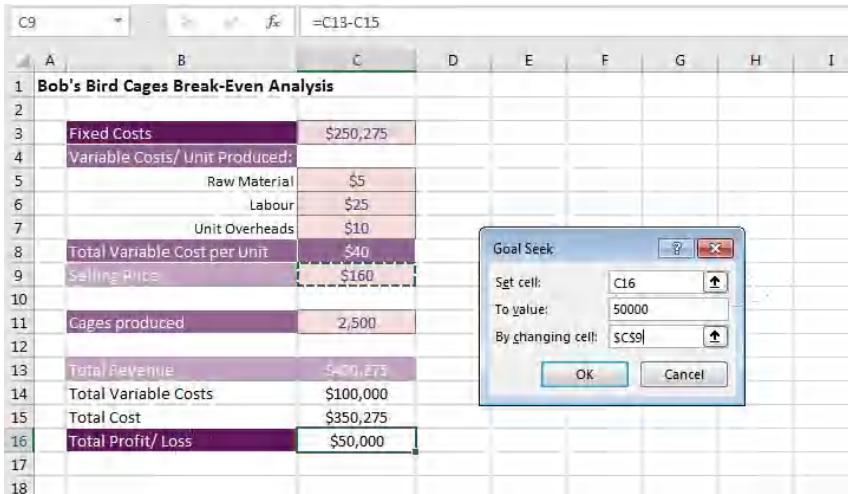 C9 fx =C13-C15
A B C D E F G H I
1 Bob's Bird Cages Break-Even Analysis
2
3 Fixed Costs $250,275
4 Variable Costs/ Unit Produced:
5 Raw Material $5
6 Labour $25
7 Unit Overheads $10
8 Total Variable Cost per Unit $40
9 Selling Price $160
10
11 Cages produced 2,500
12
13 Total Revenue $400,275
14 Total Variable Costs $100,000
15 Total Cost $350,275
16 Total Profit/ Loss $50,000
17
18
Goal Seek
Set cell: C16
To value: 50000
By changing cell: $C$9
OK Cancel